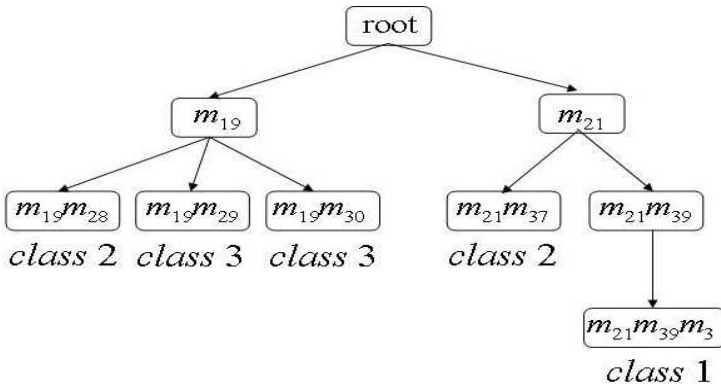 root
m₁₉ m₂₁
m₁₉m₂₈ m₁₉m₂₉ m₁₉m₃₀ m₂₁m₃₇ m₂₁m₃₉
class 2 class 3 class 3 class 2
m₂₁m₃₉m₃
class 1